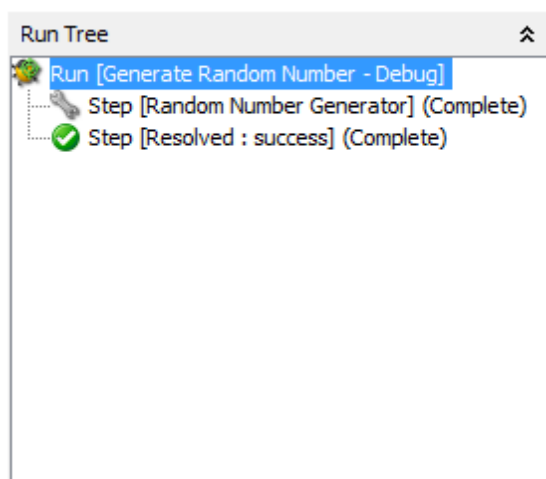 Run Tree
Run [Generate Random Number - Debug]
Step [Random Number Generator] (Complete)
Step [Resolved : success] (Complete)